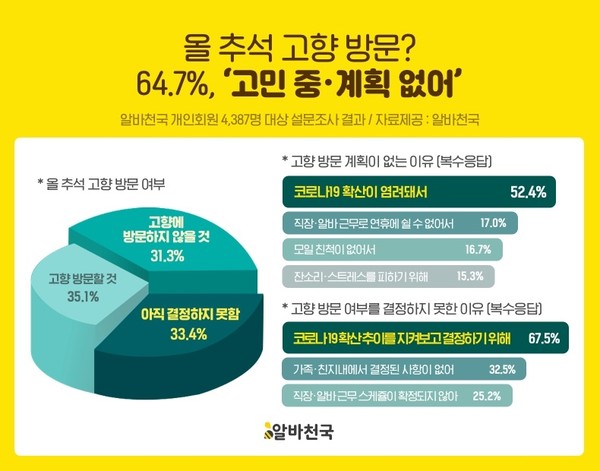 올 추석 고향 방문?
64.7%, ‘고민 중·계획 없어’
알바천국 개인회원 4,387명 대상 설문조사 결과 / 자료제공 : 알바천국
* 올 추석 고향 방문 여부
고향에
방문하지 않을 것
31.3%
고향 방문할 것
35.1%
아직 결정하지 못함
33.4%
* 고향 방문 계획이 없는 이유 (복수응답)
코로나19 확산이 염려돼서 52.4%
직장·알바 근무로 연휴에 쉴 수 없어서 17.0%
모일 친척이 없어서 16.7%
잔소리·스트레스를 피하기 위해 15.3%
* 고향 방문 여부를 결정하지 못한 이유 (복수응답)
코로나19 확산 추이를 지켜보고 결정하기 위해 67.5%
가족·친지내에서 결정된 사항이 없어 32.5%
직장·알바 근무 스케줄이 확정되지 않아 25.2%
알바천국